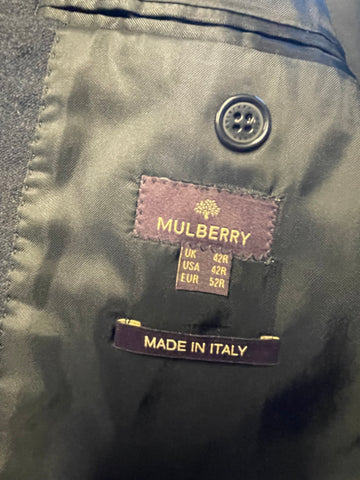 MULBERRY
UK 42R
USA 42R
EUR 52R
MADE IN ITALY